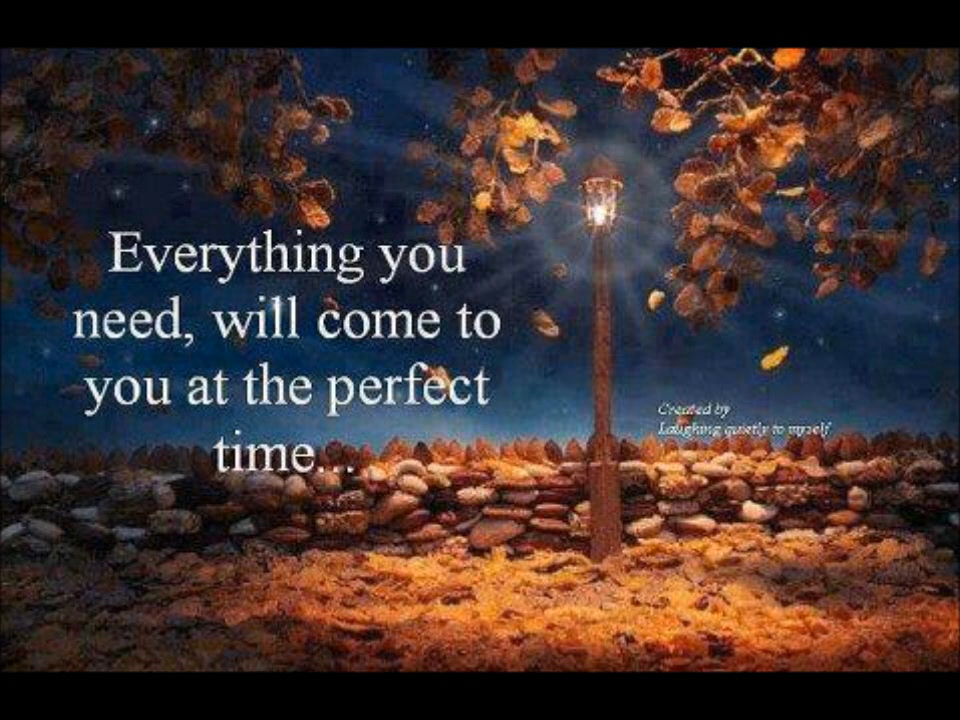 Everything you
need, will come to
you at the perfect
time...
Created by
Laughing quietly to myself